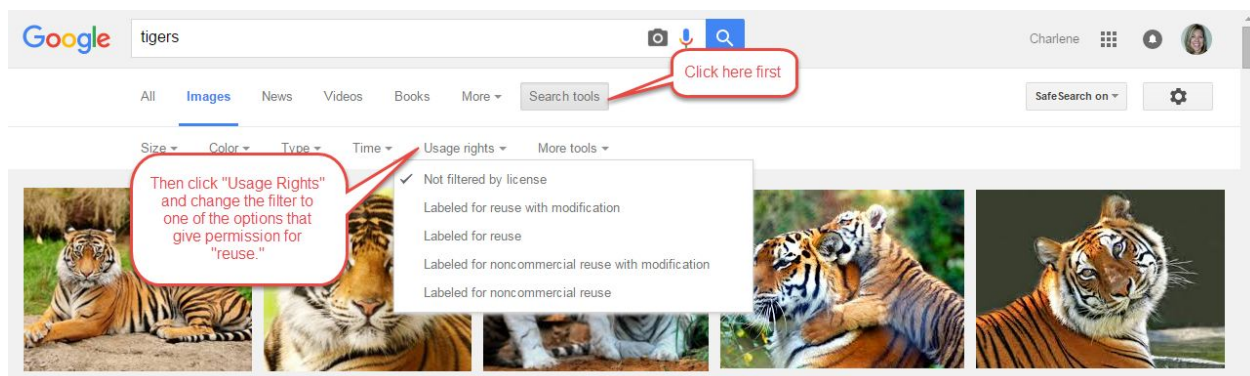 Google tigers Charlene
Click here first
All Images News Videos Books More Search tools SafeSearch on
Size Color Type Time Usage rights More tools
Then click "Usage Rights"
and change the filter to
one of the options that
give permission for
"reuse."
Not filtered by license
Labeled for reuse with modification
Labeled for reuse
Labeled for noncommercial reuse with modification
Labeled for noncommercial reuse